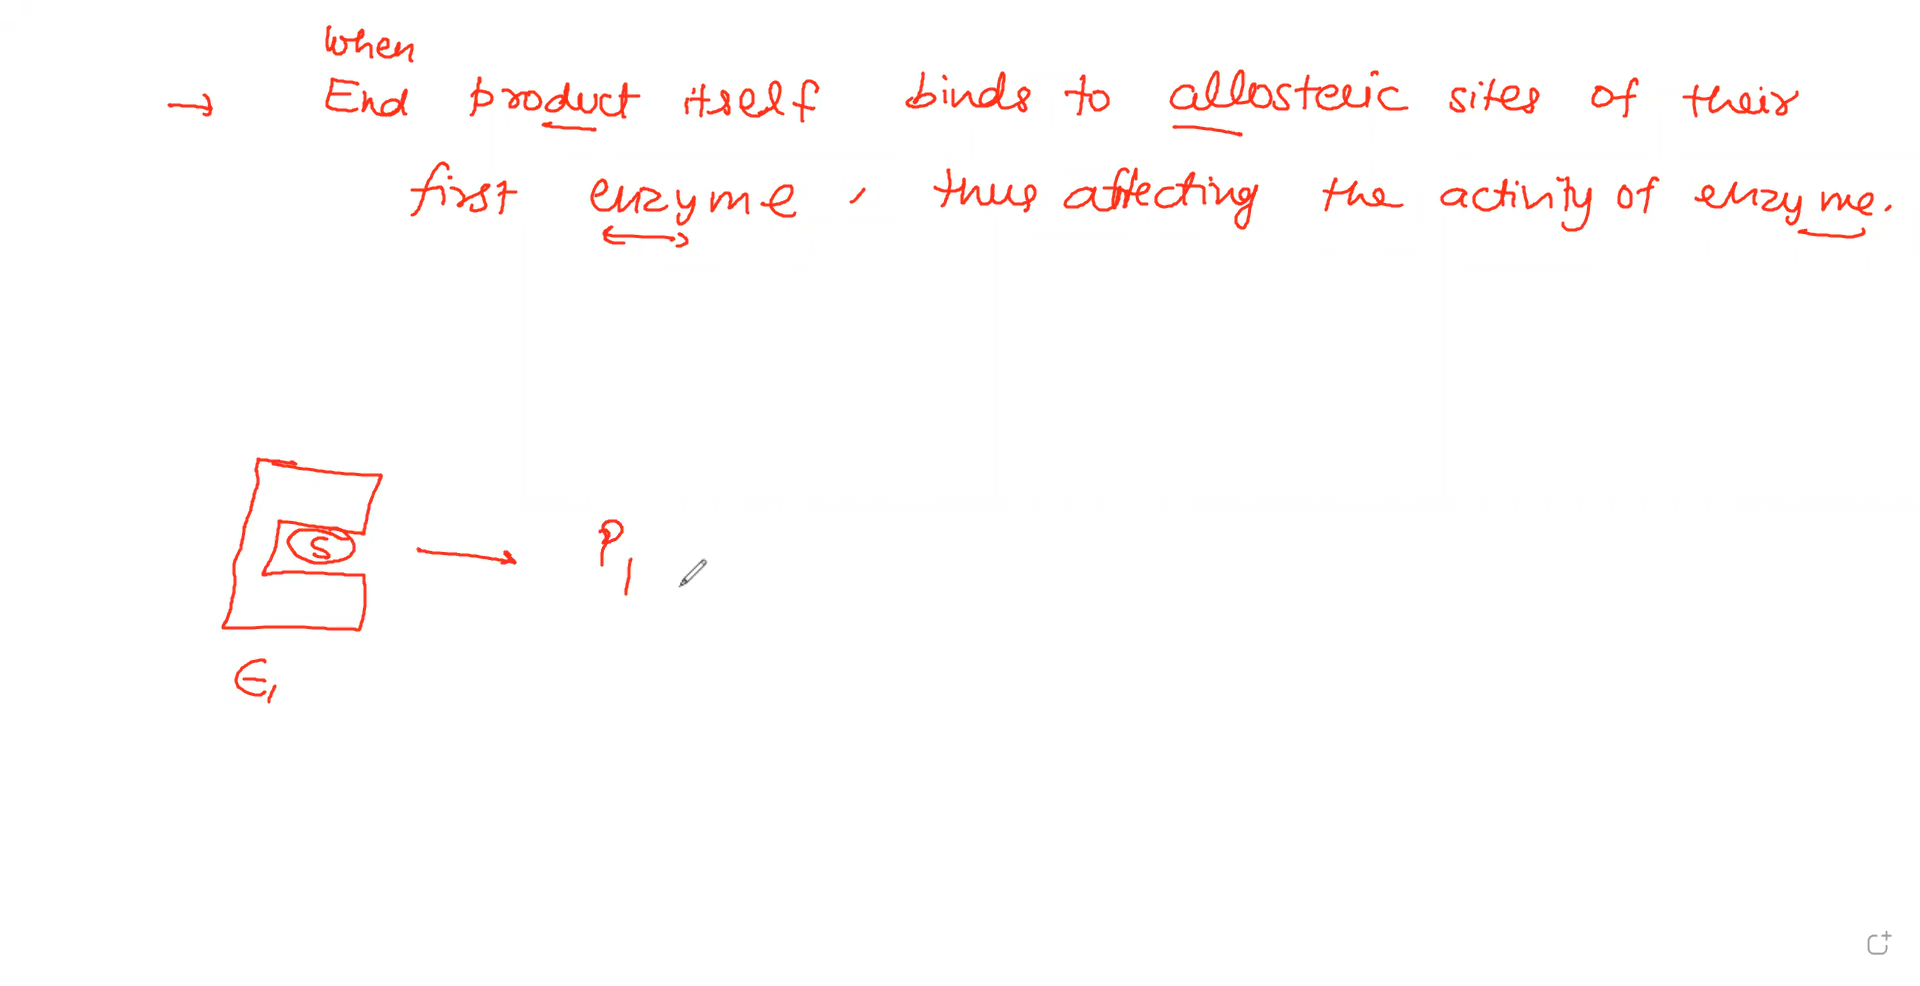 when
→ End product itself binds to allosteric sites of their
first enzyme, thus affecting the activity of enzyme.
S → P1
E1